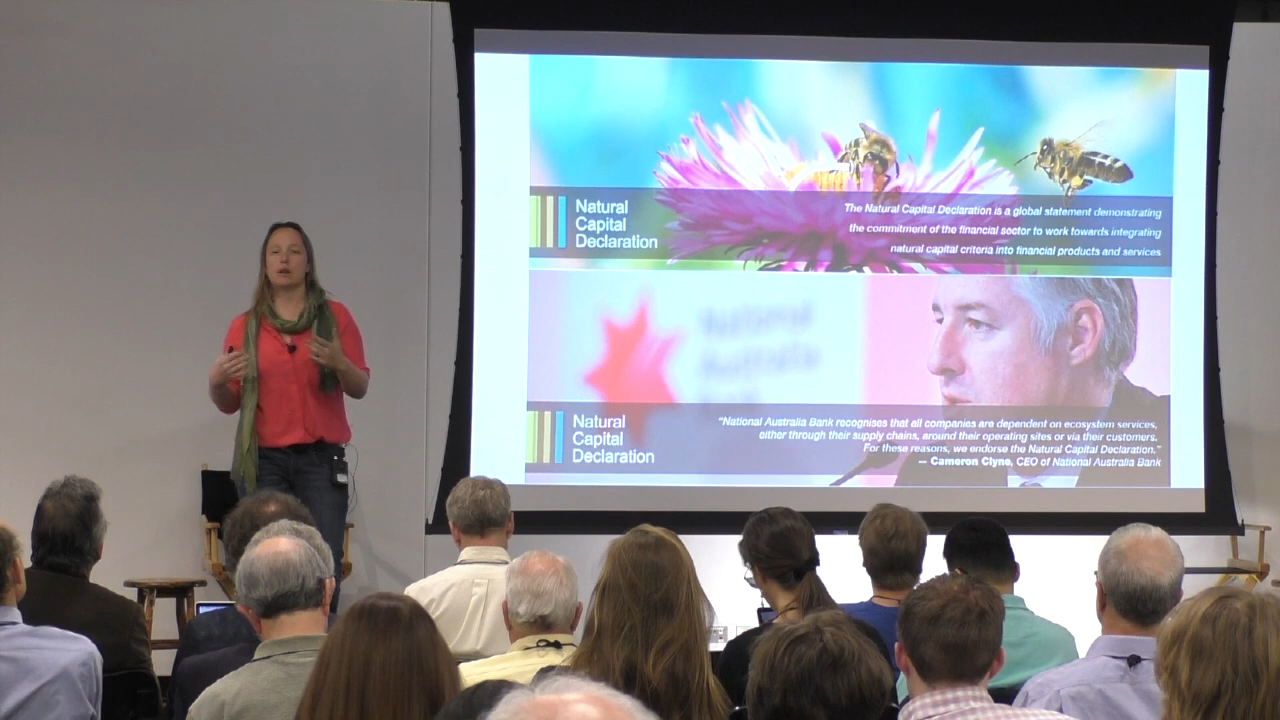 Natural
Capital
Declaration
The Natural Capital Declaration is a global statement demonstrating
the commitment of the financial sector to work towards integrating
natural capital criteria into financial products and services
National
Australia
Natural
Capital
Declaration
"National Australia Bank recognises that all companies are dependent on ecosystem services,
either through their supply chains, around their operating sites or via their customers.
For these reasons, we endorse the Natural Capital Declaration."
— Cameron Clyne, CEO of National Australia Bank